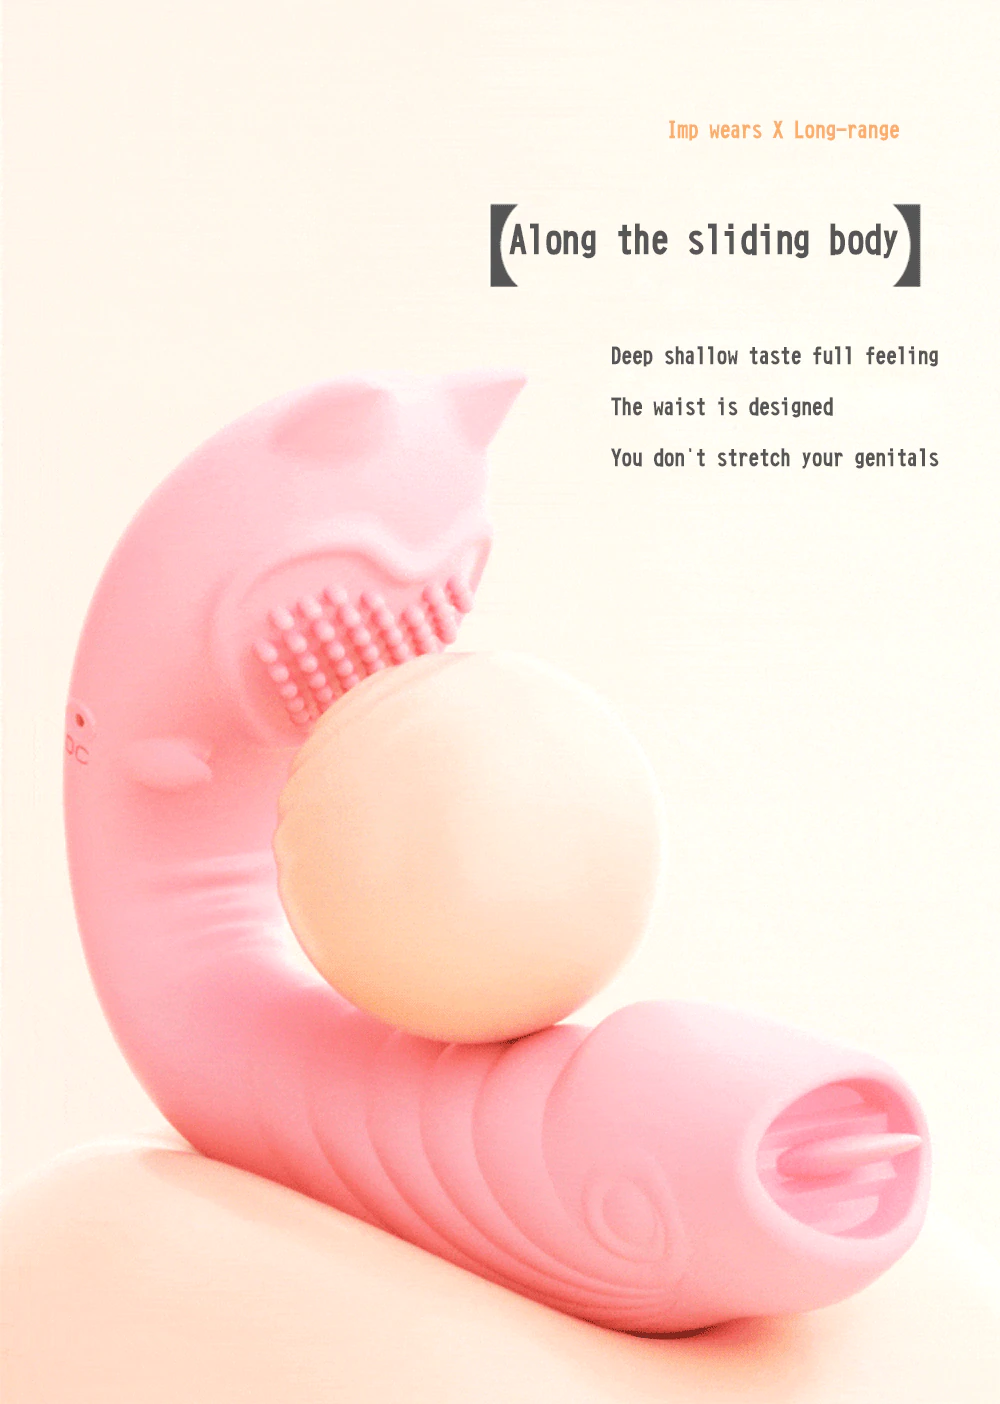 Imp wears X Long-range
【Along the sliding body】
Deep shallow taste full feeling
The waist is designed
You don't stretch your genitals
DC